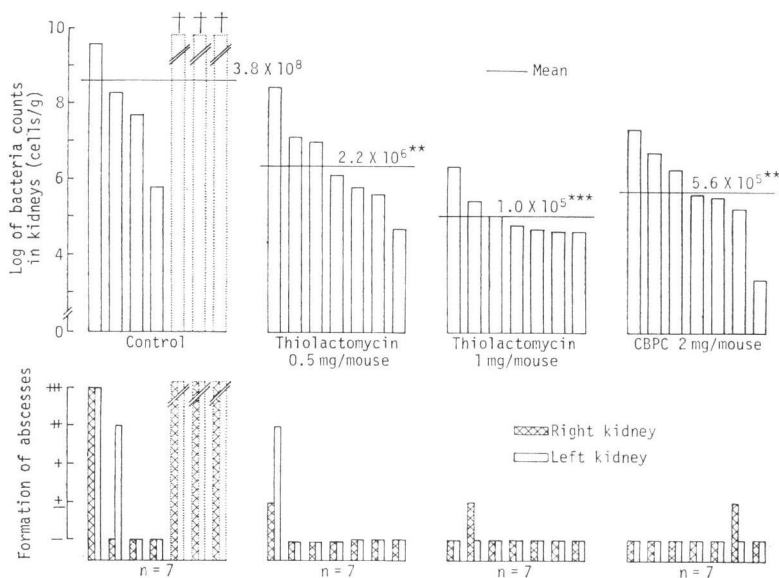 Log of bacteria counts
in kidneys (cells/g)
10
8
6
4
0
† † †
3.8 X 10⁸
2.2 X 10⁶**
1.0 X 10⁵***
5.6 X 10⁵**
Mean
Control
Thiolactomycin
0.5 mg/mouse
Thiolactomycin
1 mg/mouse
CBPC 2 mg/mouse
Formation of abscesses
+
±
−
Right kidney
Left kidney
n = 7
n = 7
n = 7
n = 7